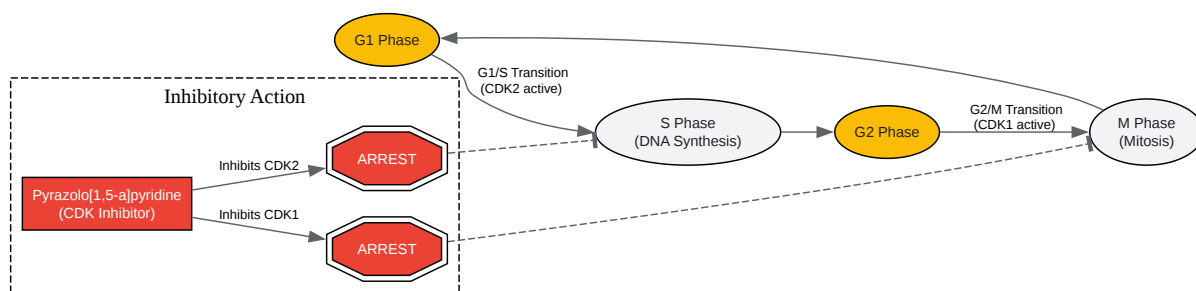 G1 Phase
G1/S Transition
(CDK2 active)
Inhibitory Action
S Phase
(DNA Synthesis)
G2 Phase
G2/M Transition
(CDK1 active)
M Phase
(Mitosis)
Pyrazolo[1,5-a]pyridine
(CDK Inhibitor)
Inhibits CDK2
ARREST
Inhibits CDK1
ARREST